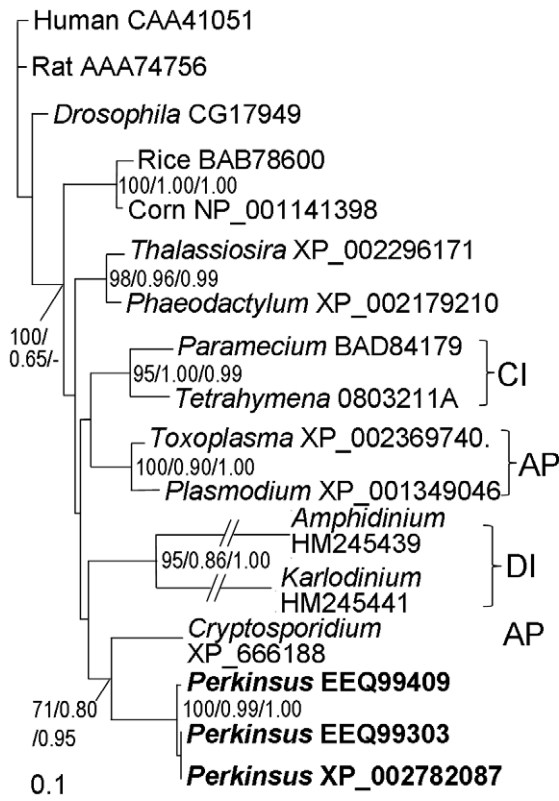 Human CAA41051
Rat AAA74756
Drosophila CG17949
Rice BAB78600
100/1.00/1.00
Corn NP_001141398
Thalassiosira XP_002296171
98/0.96/0.99
Phaeodactylum XP_002179210
100/
0.65/-
Paramecium BAD84179
95/1.00/0.99
Tetrahymena 0803211A
CI
Toxoplasma XP_002369740.
100/0.90/1.00
Plasmodium XP_001349046
AP
Amphidinium
HM245439
95/0.86/1.00
Karlodinium
HM245441
DI
Cryptosporidium
XP_666188
AP
Perkinsus EEQ99409
71/0.80
/0.95
100/0.99/1.00
Perkinsus EEQ99303
Perkinsus XP_002782087
0.1